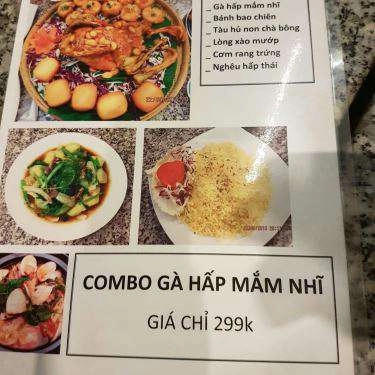 _ Gà hấp mắm nhĩ
_ Bánh bao chiên
_ Tàu hủ non chà bông
_ Lòng xào mướp
_ Cơm rang trứng
_ Nghêu hấp thái
COMBO GÀ HẤP MẮM NHĨ
GIÁ CHỈ 299k